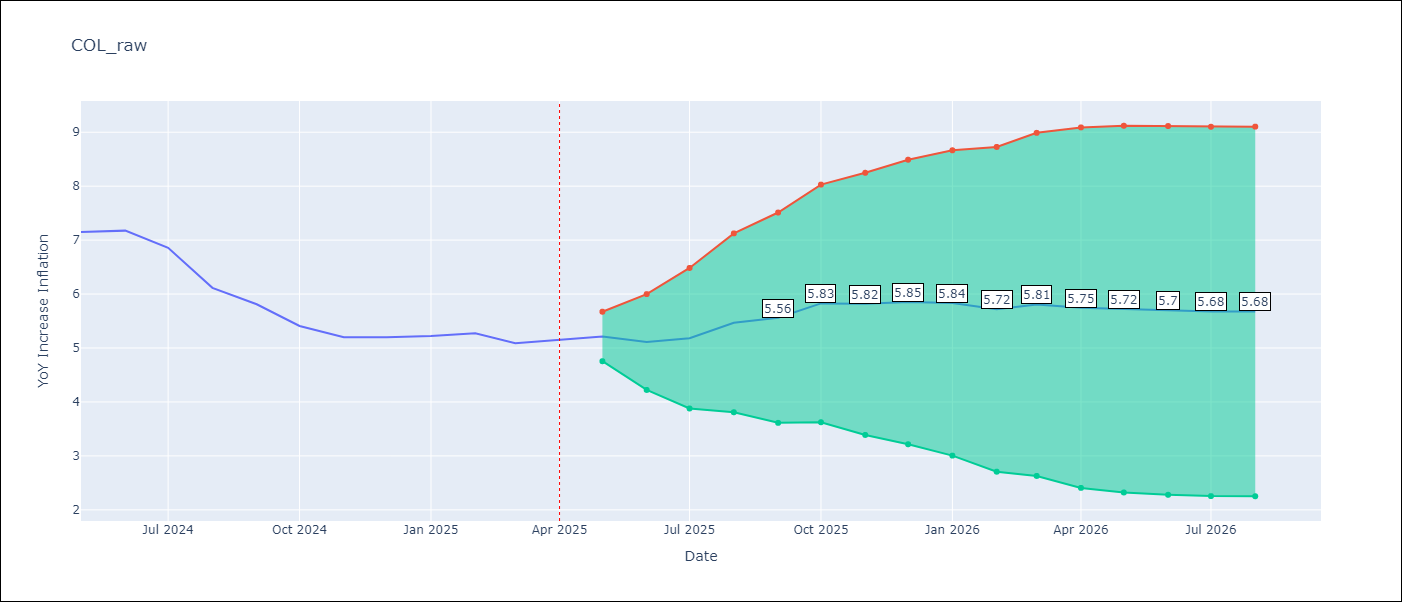 COL_raw
YoY Increase Inflation
9
8
7
6
5
4
3
2
5.56
5.83
5.82
5.85
5.84
5.72
5.81
5.75
5.72
5.7
5.68
5.68
Jul 2024
Oct 2024
Jan 2025
Apr 2025
Jul 2025
Oct 2025
Jan 2026
Apr 2026
Jul 2026
Date